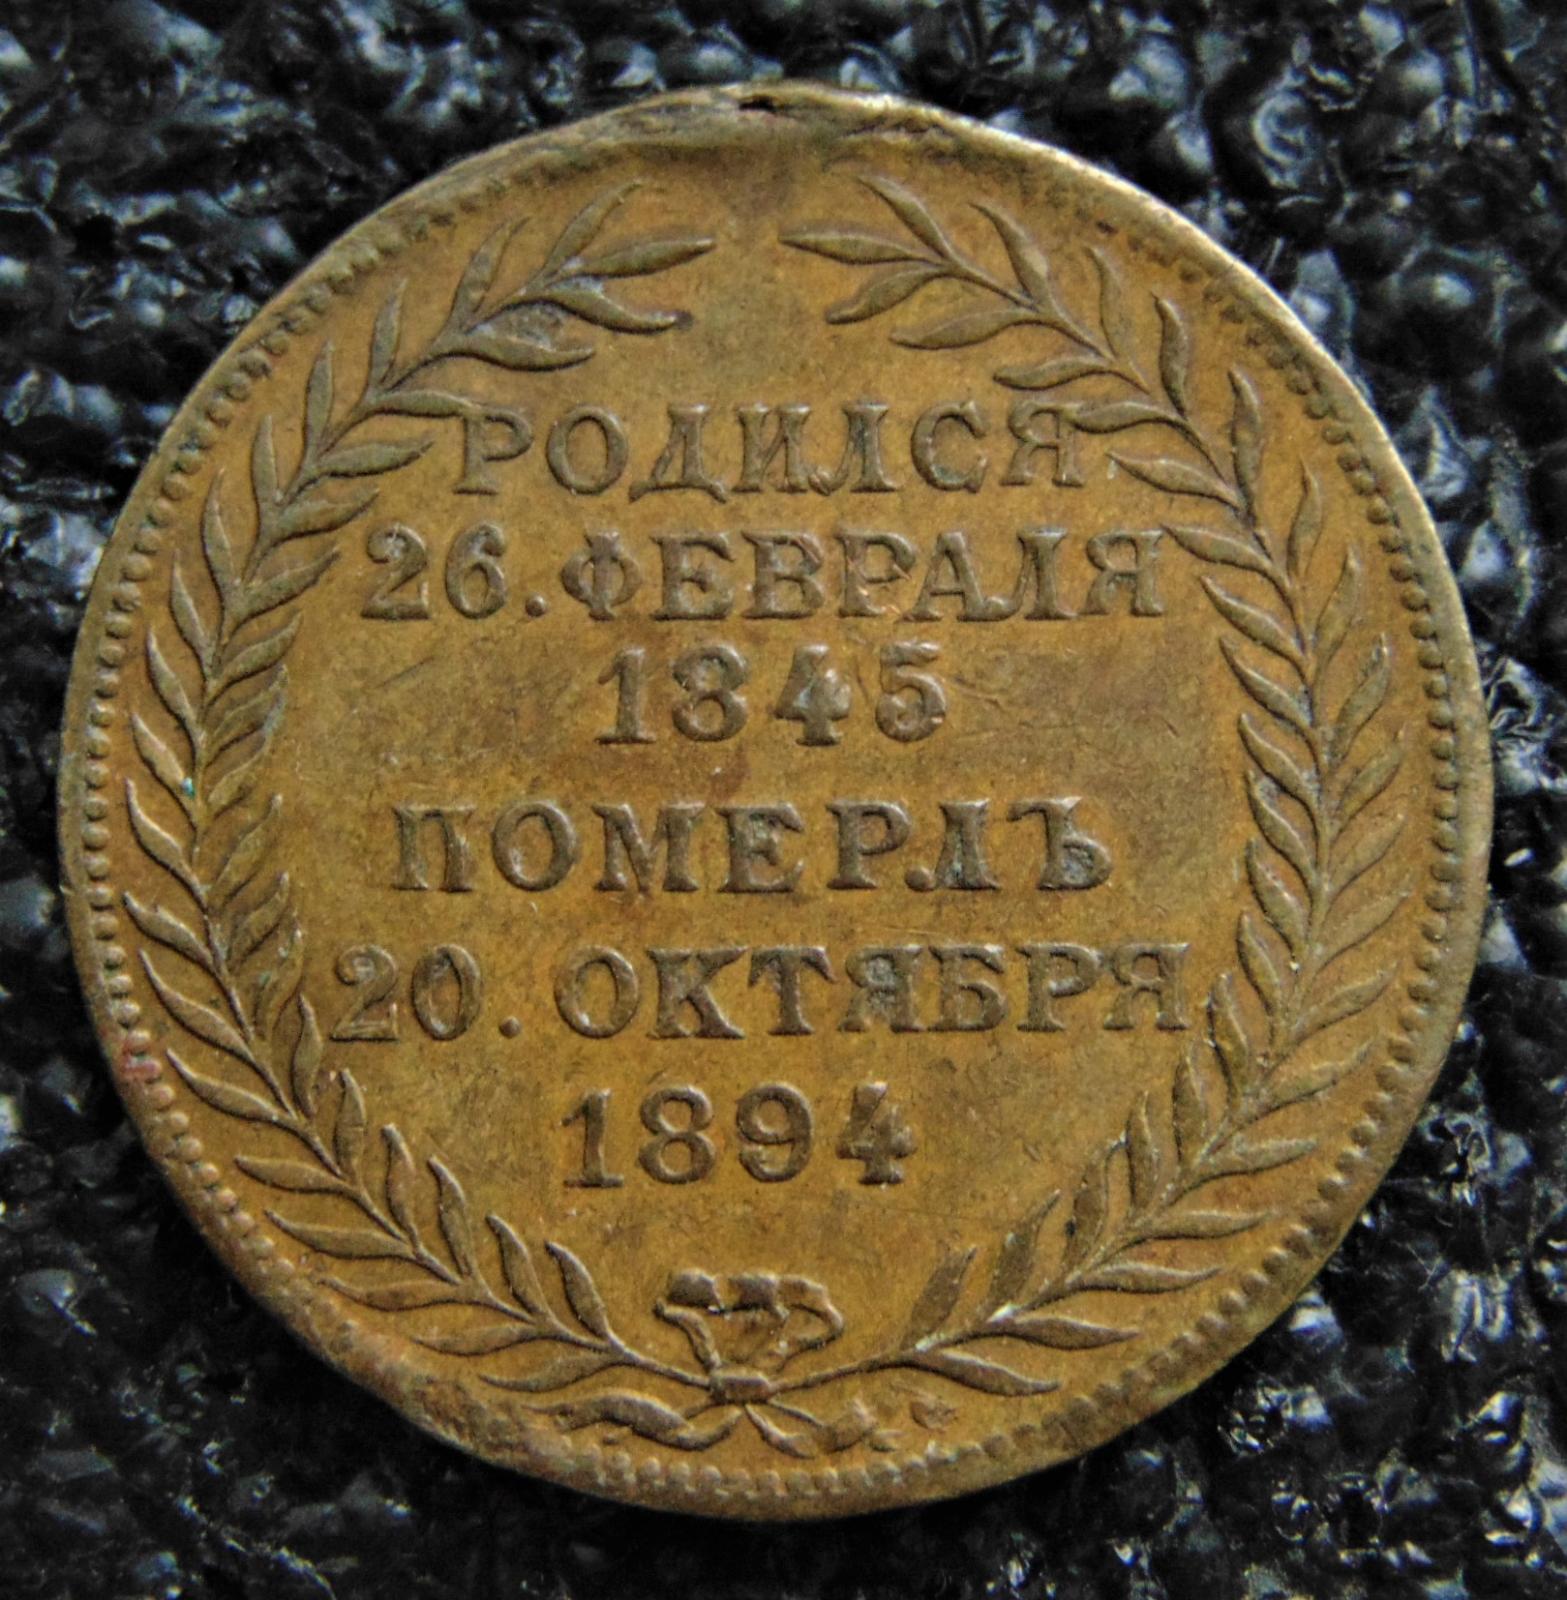 РОДИЛСЯ
26. ФЕВРАЛЯ
1845
ПОМЕРЛЪ
20. ОКТЯБРЯ
1894